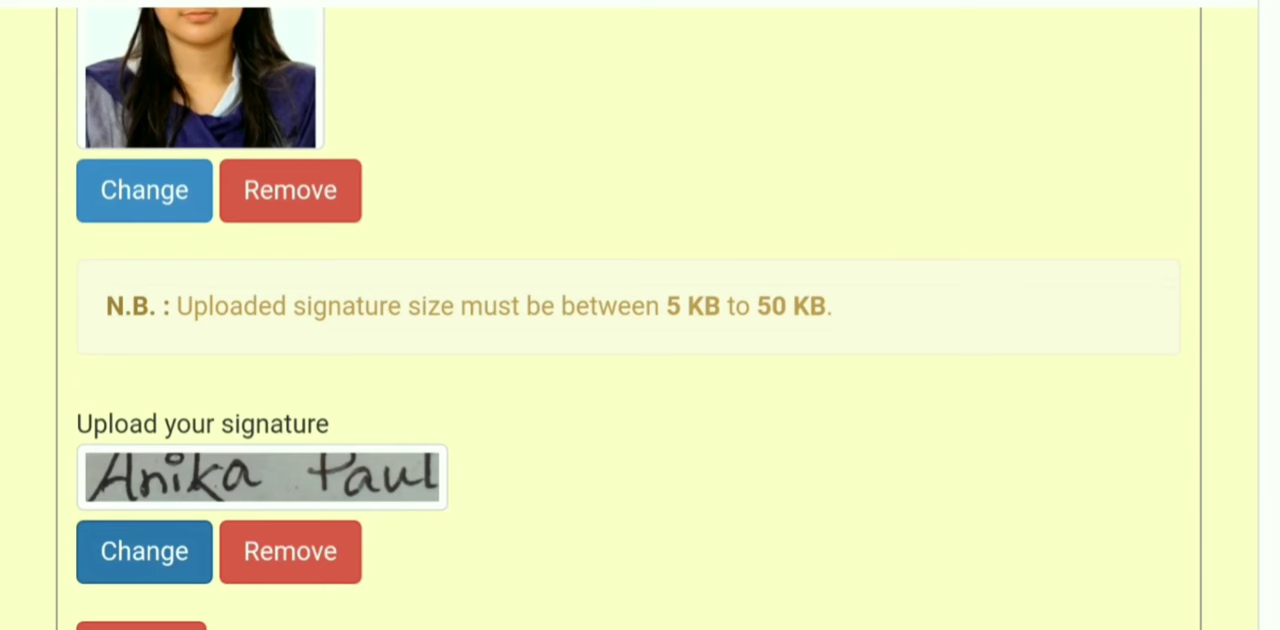 Change Remove
N.B. : Uploaded signature size must be between 5 KB to 50 KB.
Upload your signature
Anika Paul
Change Remove